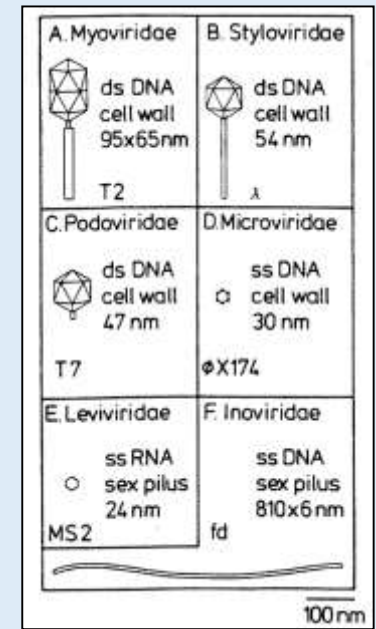 A. Myoviridae
ds DNA
cell wall
95x65nm
T2
B. Styloviridae
ds DNA
cell wall
54 nm
λ
C. Podoviridae
ds DNA
cell wall
47 nm
T7
D. Microviridae
ss DNA
cell wall
30 nm
ΦX174
E. Leviviridae
ss RNA
sex pilus
24 nm
MS2
F. Inoviridae
ss DNA
sex pilus
810x6nm
fd
100 nm